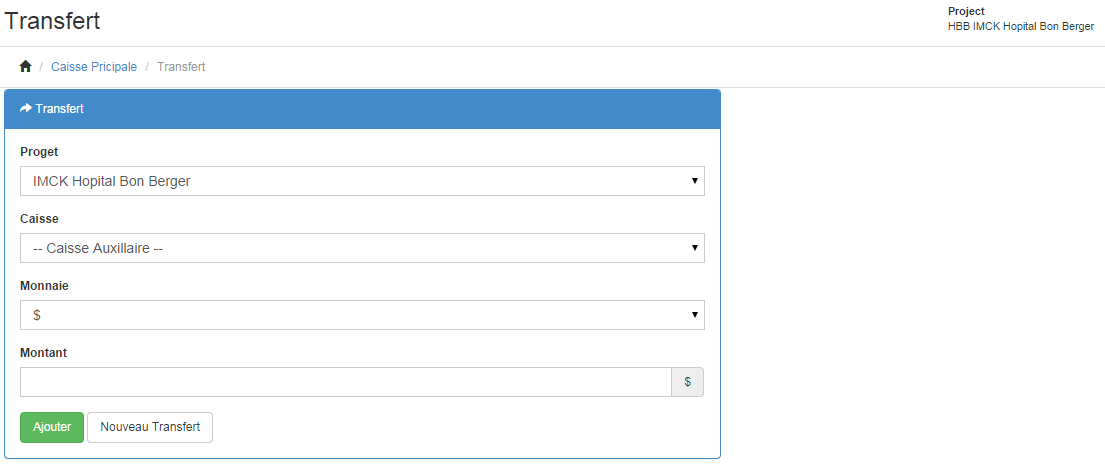 Transfert
Project
HBB IMCK Hopital Bon Berger
/ Caisse Pricipale / Transfert
Transfert
Proget
IMCK Hopital Bon Berger
Caisse
-- Caisse Auxillaire --
Monnaie
$
Montant
$
Ajouter Nouveau Transfert